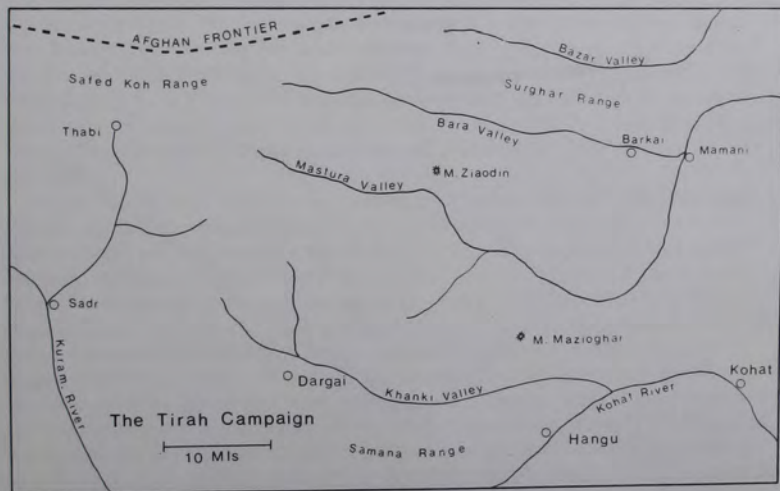 AFGHAN FRONTIER
Safed Koh Range
Bazar Valley
Surghar Range
Thabi
Bara Valley
Barkai
Mamani
Mastura Valley
M. Ziaodin
Sadr
Kuram. River
M. Mazioghar
Dargai
Khanki Valley
Kohat River
Kohat
The Tirah Campaign
10 Mls
Samana Range
Hangu